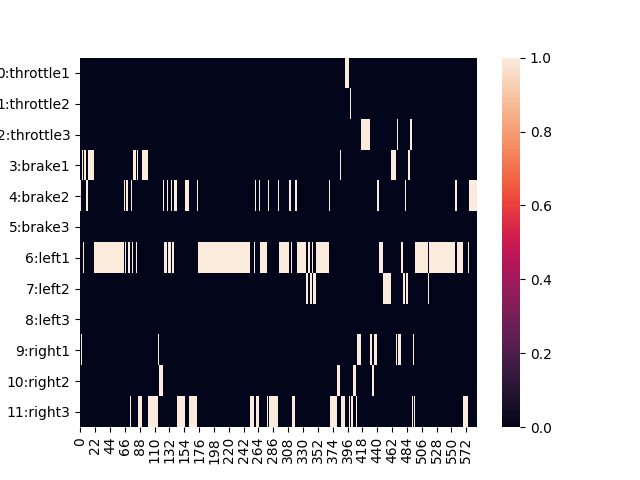 0:throttle1
1:throttle2
2:throttle3
3:brake1
4:brake2
5:brake3
6:left1
7:left2
8:left3
9:right1
10:right2
11:right3
0 22 44 66 88 110 132 154 176 198 220 242 264 286 308 330 352 374 396 418 440 462 484 506 528 550 572
1.0
0.8
0.6
0.4
0.2
0.0